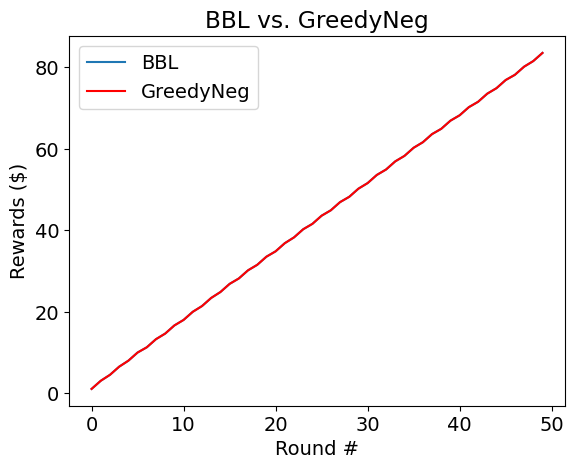 BBL vs. GreedyNeg
BBL
GreedyNeg
Rewards ($)
80
60
40
20
0
0 10 20 30 40 50
Round #